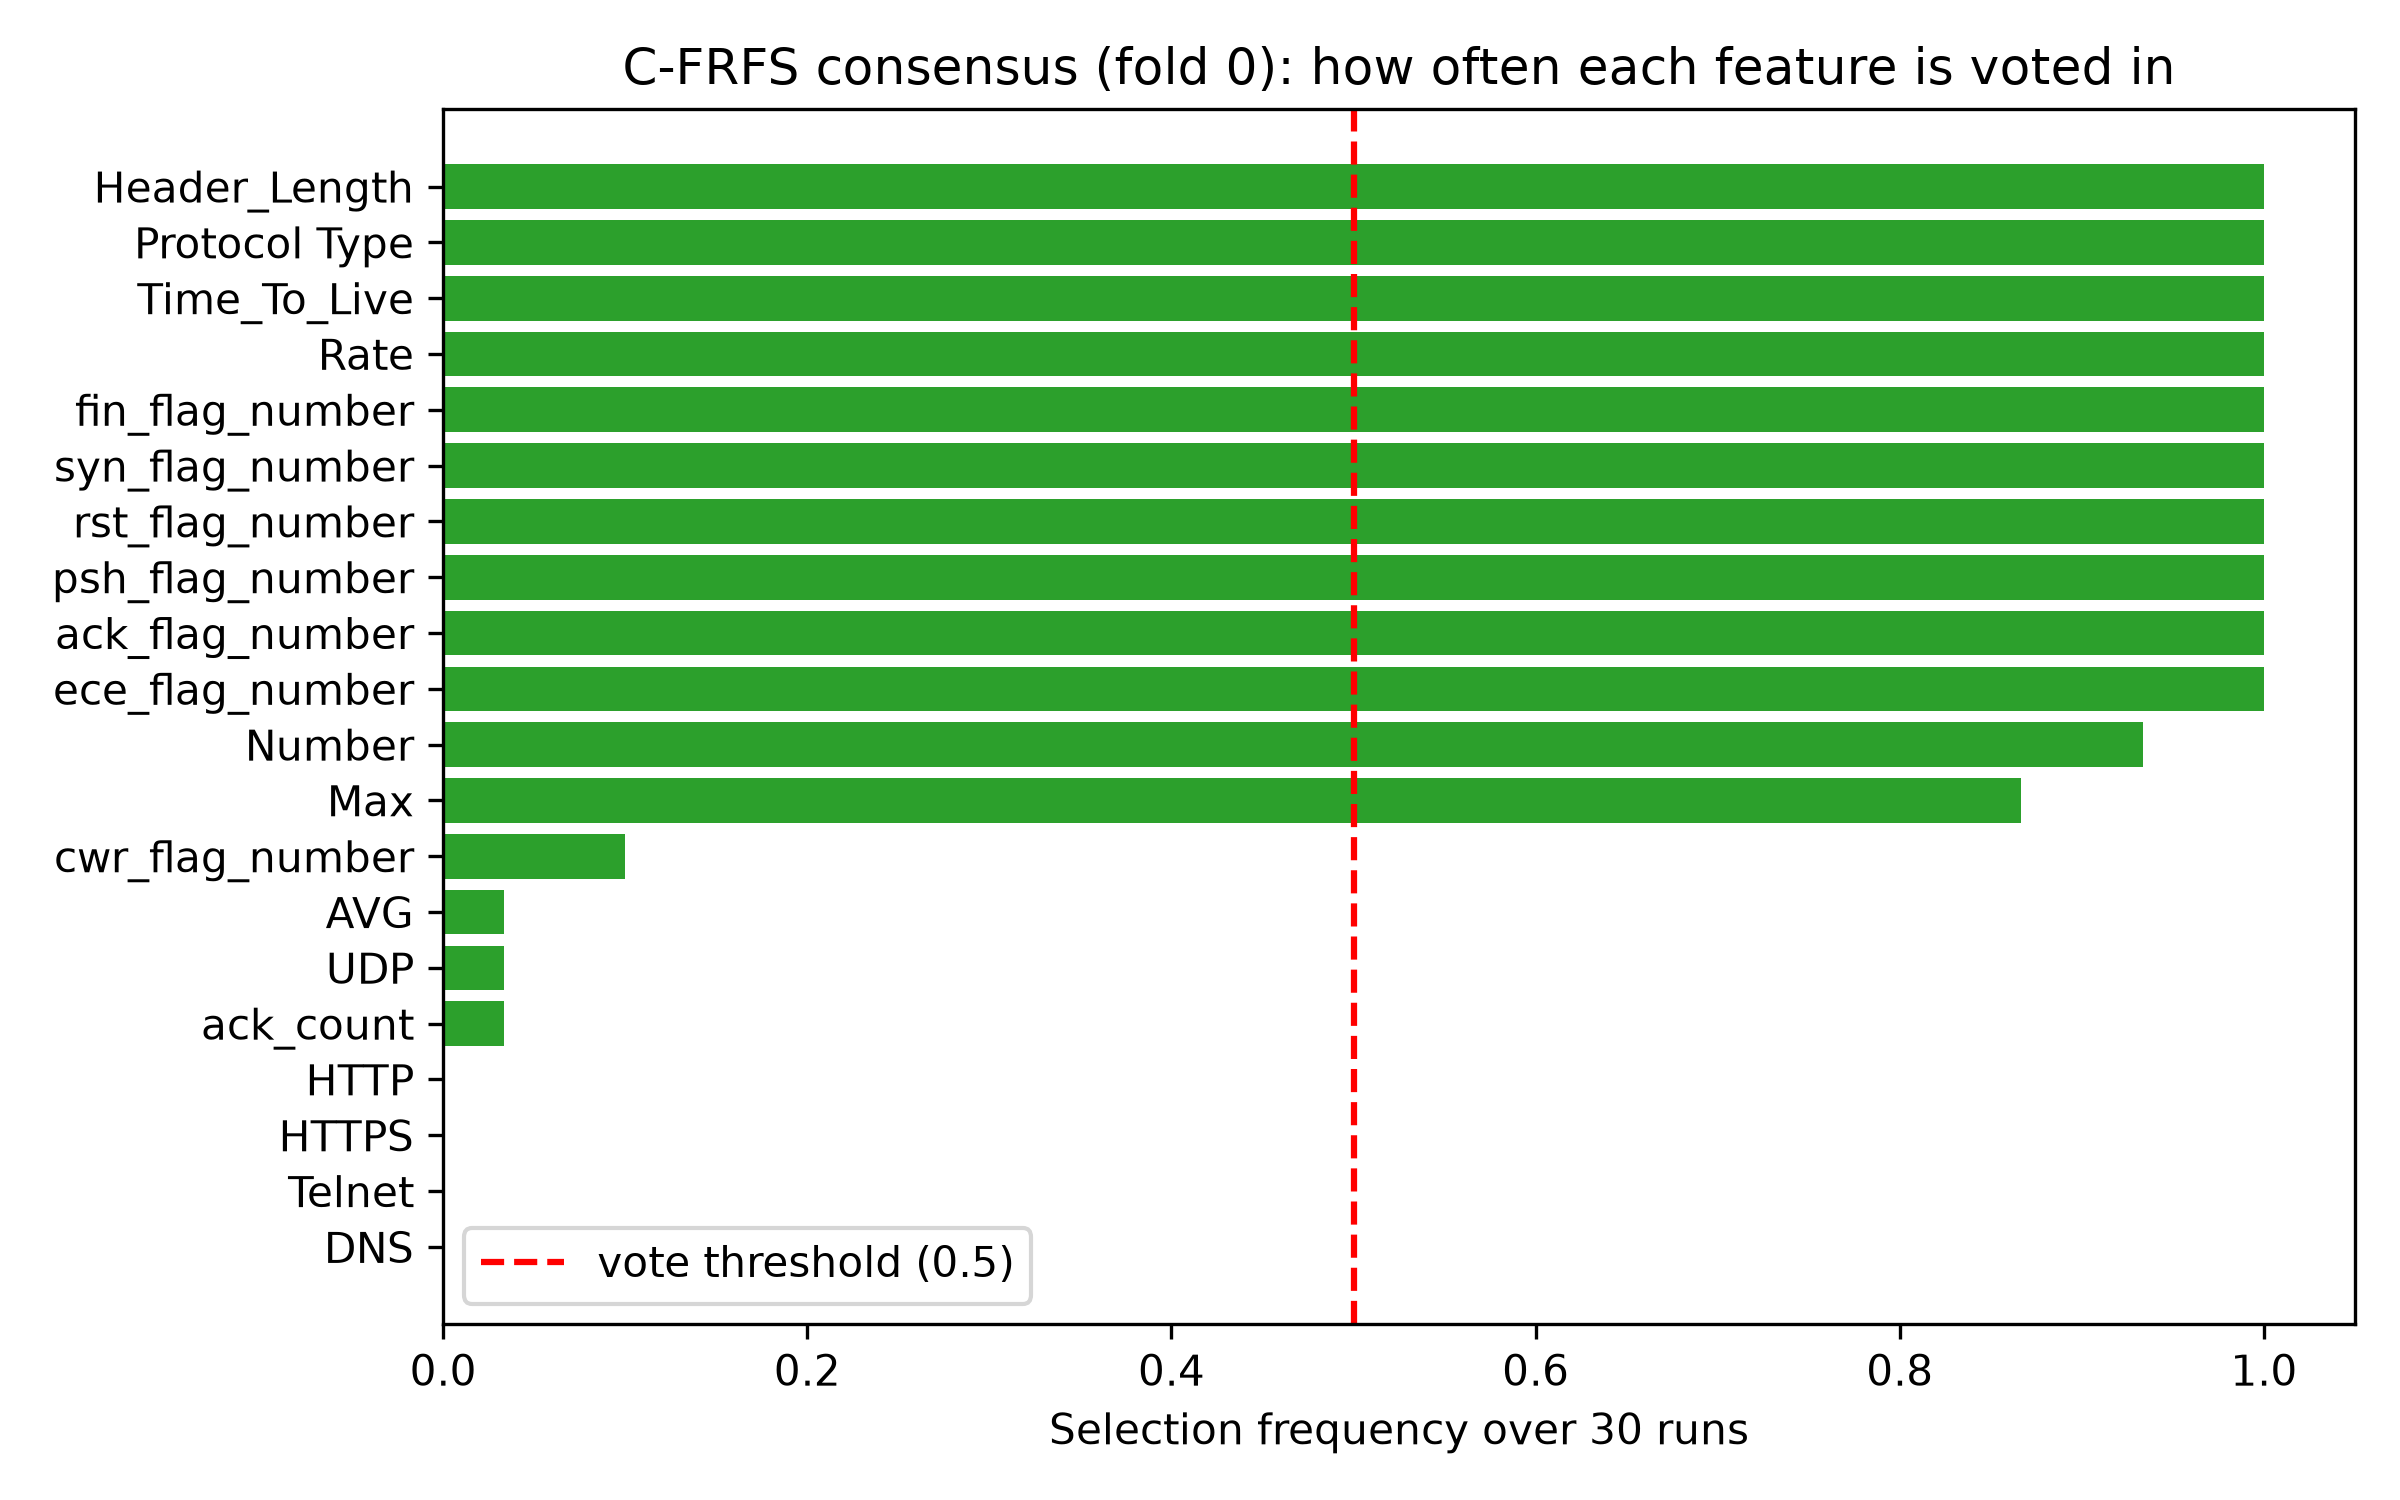 C-FRFS consensus (fold 0): how often each feature is voted in
Header_Length
Protocol Type
Time_To_Live
Rate
fin_flag_number
syn_flag_number
rst_flag_number
psh_flag_number
ack_flag_number
ece_flag_number
Number
Max
cwr_flag_number
AVG
UDP
ack_count
HTTP
HTTPS
Telnet
DNS
vote threshold (0.5)
0.0 0.2 0.4 0.6 0.8 1.0
Selection frequency over 30 runs